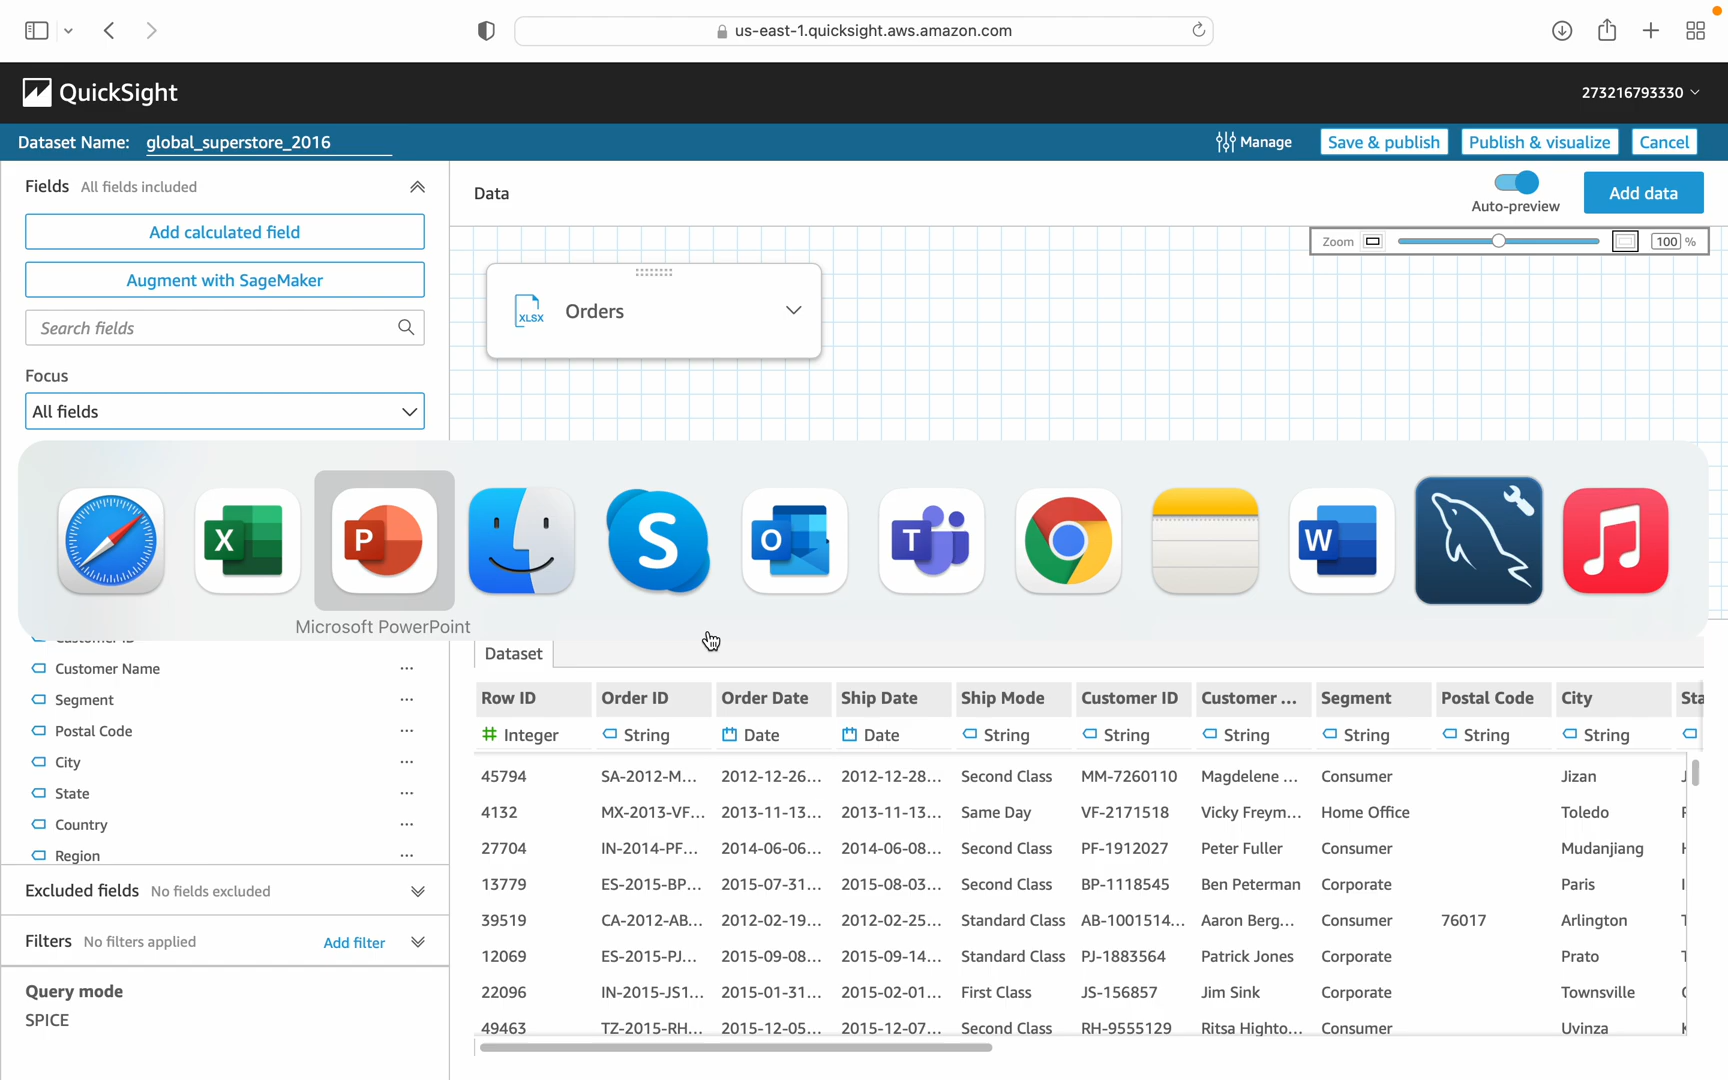 us-east-1.quicksight.aws.amazon.com
QuickSight
273216793330
Dataset Name: global_superstore_2016
Manage
Save & publish
Publish & visualize
Cancel
Fields All fields included
Data
Auto-preview
Add data
Add calculated field
Zoom 100 %
Augment with SageMaker
XLSX Orders
Search fields
Focus
All fields
X
P
S
O
T
W
Microsoft PowerPoint
Customer Name ...
Segment ...
Postal Code ...
City ...
State ...
Country ...
Region ...
Excluded fields No fields excluded
Filters No filters applied Add filter
Query mode
SPICE
Dataset
Row ID Order ID Order Date Ship Date Ship Mode Customer ID Customer ... Segment Postal Code City Sta
# Integer String Date Date String String String String String String
45794 SA-2012-M... 2012-12-26... 2012-12-28... Second Class MM-7260110 Magdelene ... Consumer Jizan
4132 MX-2013-VF... 2013-11-13... 2013-11-13... Same Day VF-2171518 Vicky Freym... Home Office Toledo
27704 IN-2014-PF... 2014-06-06... 2014-06-08... Second Class PF-1912027 Peter Fuller Consumer Mudanjiang
13779 ES-2015-BP... 2015-07-31... 2015-08-03... Second Class BP-1118545 Ben Peterman Corporate Paris
39519 CA-2012-AB... 2012-02-19... 2012-02-25... Standard Class AB-1001514... Aaron Berg... Consumer 76017 Arlington
12069 ES-2015-PJ... 2015-09-08... 2015-09-14... Standard Class PJ-1883564 Patrick Jones Corporate Prato
22096 IN-2015-JS1... 2015-01-31... 2015-02-01... First Class JS-156857 Jim Sink Corporate Townsville
49463 TZ-2015-RH... 2015-12-05... 2015-12-07... Second Class RH-9555129 Ritsa Highto... Consumer Uvinza